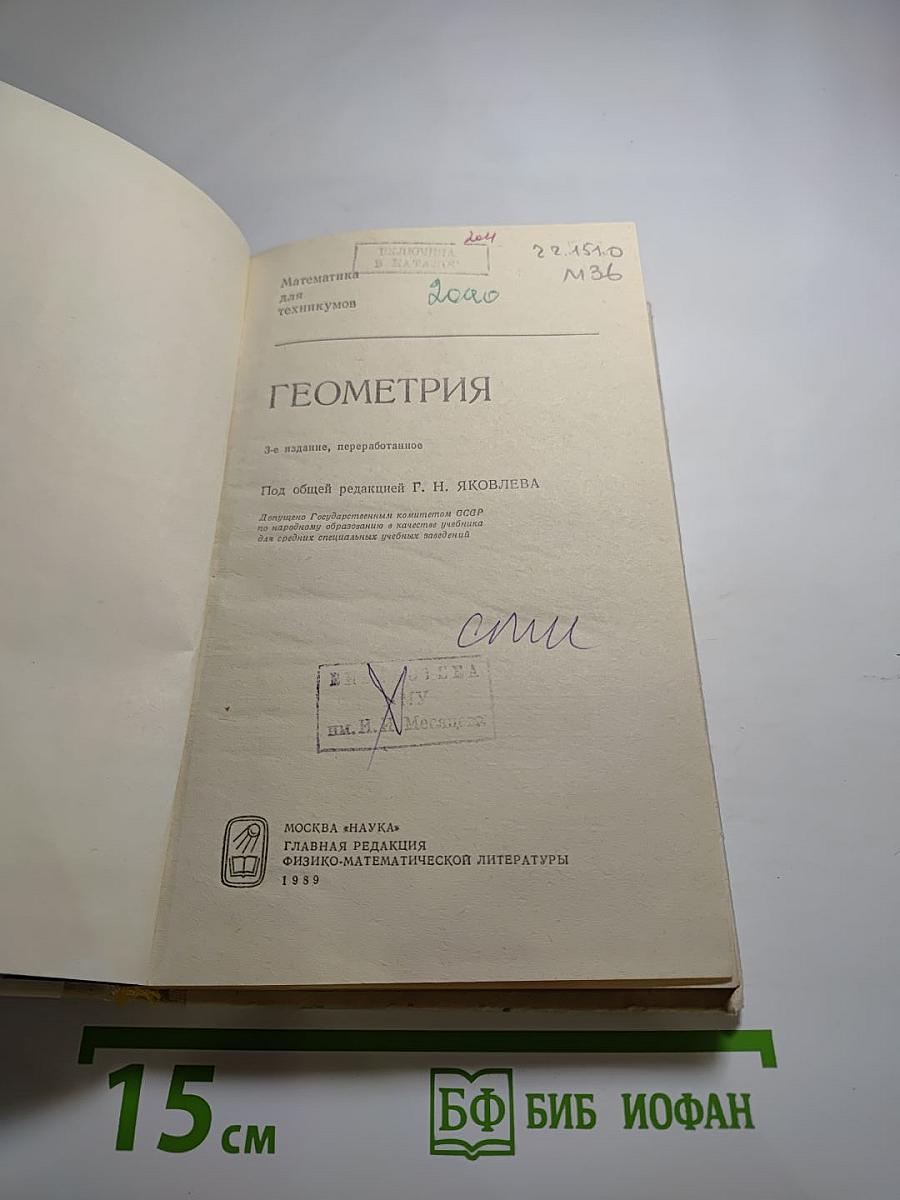 204
ВКЛЮЧЕНА
В КАТАЛОГ
22.151.0
М36
2000
Математика
для
техникумов
ГЕОМЕТРИЯ
3-е издание, переработанное
Под общей редакцией Г. Н. ЯКОВЛЕВА
Допущено Государственным комитетом СССР
по народному образованию в качестве учебника
для средних специальных учебных заведений
им. И. И. Месяцева
МОСКВА «НАУКА»
ГЛАВНАЯ РЕДАКЦИЯ
ФИЗИКО-МАТЕМАТИЧЕСКОЙ ЛИТЕРАТУРЫ
1989
15 см
БФ БИБ ИОФАН